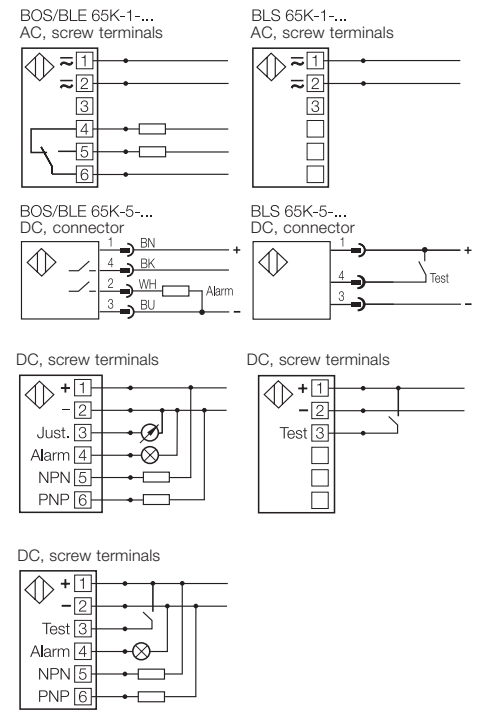 BOS/BLE 65K-1-...
AC, screw terminals
1
2
3
4
5
6
BLS 65K-1-...
AC, screw terminals
1
2
3
BOS/BLE 65K-5-...
DC, connector
1 BN +
4 BK
2 WH Alarm
3 BU –
BLS 65K-5-...
DC, connector
1 +
4 Test
3 –
DC, screw terminals
+ 1
– 2
Just. 3
Alarm 4
NPN 5
PNP 6
DC, screw terminals
+ 1
– 2
Test 3
DC, screw terminals
+ 1
– 2
Test 3
Alarm 4
NPN 5
PNP 6